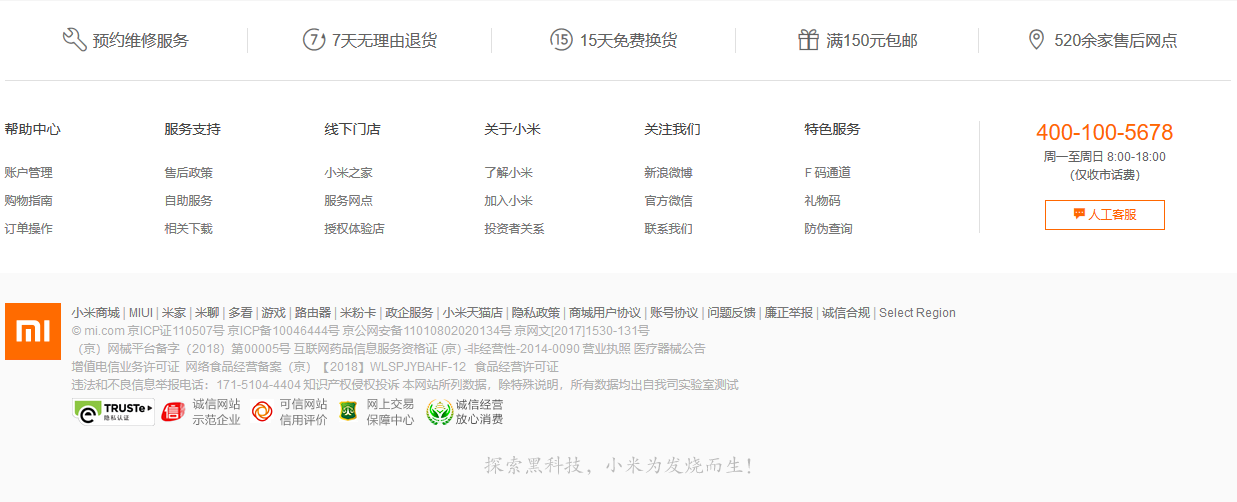 预约维修服务 7天无理由退货 15天免费换货 满150元包邮 520余家售后网点
帮助中心 服务支持 线下门店 关于小米 关注我们 特色服务
账户管理 售后政策 小米之家 了解小米 新浪微博 F 码通道
购物指南 自助服务 服务网点 加入小米 官方微信 礼物码
订单操作 相关下载 授权体验店 投资者关系 联系我们 防伪查询
400-100-5678
周一至周日 8:00-18:00
（仅收市话费）
人工客服
小米商城 | MIUI | 米家 | 米聊 | 多看 | 游戏 | 路由器 | 米粉卡 | 政企服务 | 小米天猫店 | 隐私政策 | 商城用户协议 | 账号协议 | 问题反馈 | 廉正举报 | 诚信合规 | Select Region
© mi.com 京ICP证110507号 京ICP备10046444号 京公网安备11010802020134号 京网文[2017]1530-131号
（京）网械平台备字（2018）第00005号 互联网药品信息服务资格证 (京) -非经营性-2014-0090 营业执照 医疗器械公告
增值电信业务许可证 网络食品经营备案（京）【2018】WLSPJYBAHF-12 食品经营许可证
违法和不良信息举报电话：171-5104-4404 知识产权侵权投诉 本网站所列数据，除特殊说明，所有数据均出自我司实验室测试
TRUSTe 隐私认证
信 诚信网站
示范企业
可信网站
信用评价
网上交易
保障中心
诚信经营
放心消费
探索黑科技，小米为发烧而生！